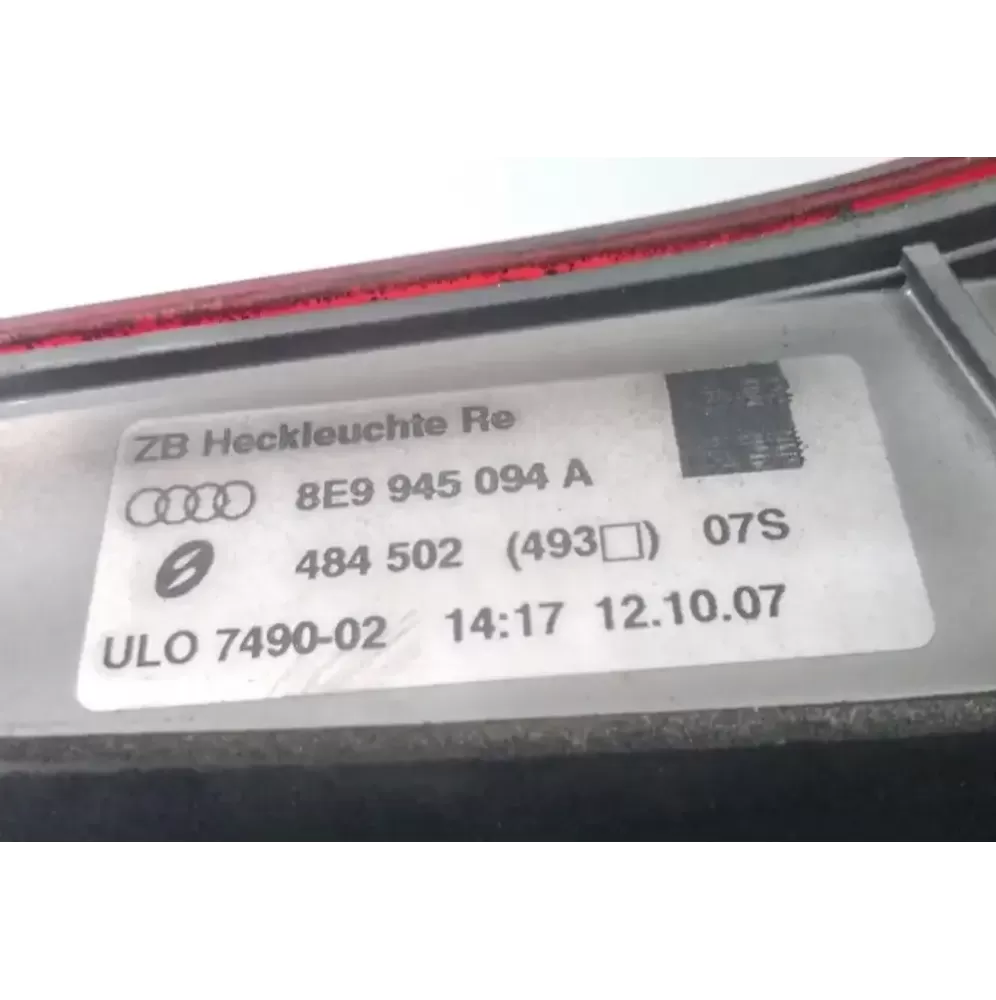 ZB Heckleuchte Re
8E9 945 094 A
484 502 (493□) 07S
ULO 7490-02 14:17 12.10.07